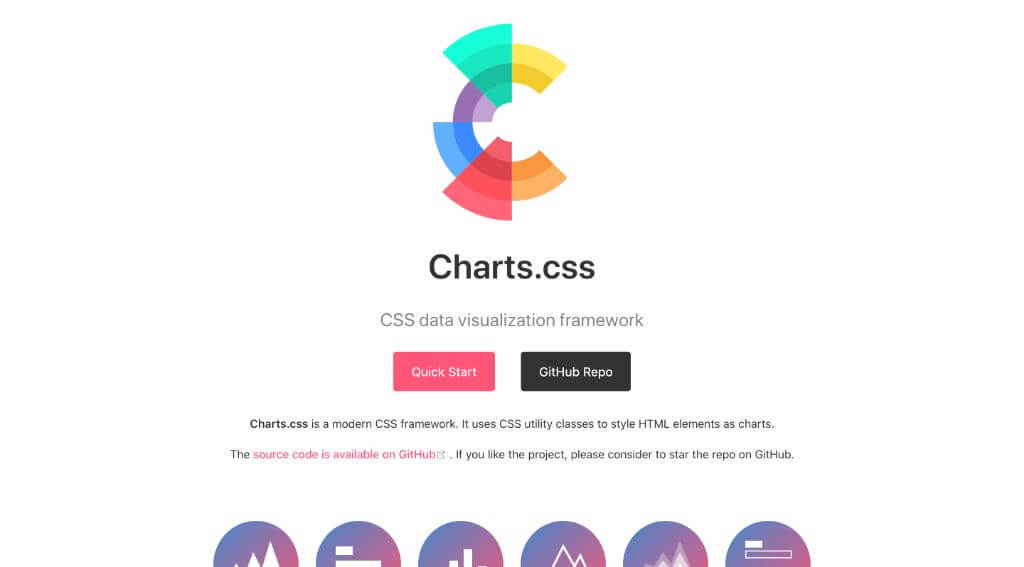 Charts.css
CSS data visualization framework
Quick Start
GitHub Repo
Charts.css is a modern CSS framework. It uses CSS utility classes to style HTML elements as charts.
The source code is available on GitHub . If you like the project, please consider to star the repo on GitHub.